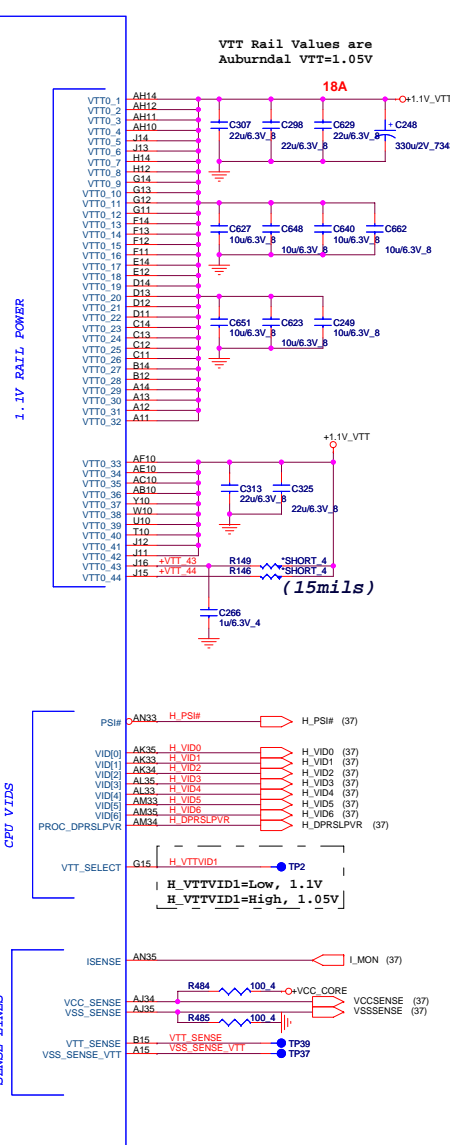 VTT Rail Values are
Auburndal VTT=1.05V
18A
+1.1V_VTT
1.1V RAIL POWER
VTT0_1 AH14
VTT0_2 AH12
VTT0_3 AH11
VTT0_4 AH10
VTT0_5 J14
VTT0_6 J13
VTT0_7 H14
VTT0_8 H12
VTT0_9 G14
VTT0_10 G13
VTT0_11 G12
VTT0_12 G11
VTT0_13 F14
VTT0_14 F13
VTT0_15 F12
VTT0_16 F11
VTT0_17 E14
VTT0_18 E12
VTT0_19 D14
VTT0_20 D13
VTT0_21 D12
VTT0_22 D11
VTT0_23 C14
VTT0_24 C13
VTT0_25 C12
VTT0_26 C11
VTT0_27 B14
VTT0_28 B12
VTT0_29 A14
VTT0_30 A13
VTT0_31 A12
VTT0_32 A11
C307 22u/6.3V_8
C298 22u/6.3V_8
C629 22u/6.3V_8
+ C248 330u/2V_734
C627 10u/6.3V_8
C648 10u/6.3V_8
C640 10u/6.3V_8
C662 10u/6.3V_8
C651 10u/6.3V_8
C623 10u/6.3V_8
C249 10u/6.3V_8
+1.1V_VTT
VTT0_33 AF10
VTT0_34 AE10
VTT0_35 AC10
VTT0_36 AB10
VTT0_37 Y10
VTT0_38 W10
VTT0_39 U10
VTT0_40 T10
VTT0_41 J12
VTT0_42 J11
VTT0_43 J16 +VTT_43 R149 *SHORT_4
VTT0_44 J15 +VTT_44 R146 *SHORT_4
C313 22u/6.3V_8
C325 22u/6.3V_8
(15mils)
C266
1u/6.3V_4
CPU VIDS
PSI# AN33 H_PSI# H_PSI# (37)
VID[0] AK35 H_VID0 H_VID0 (37)
VID[1] AK33 H_VID1 H_VID1 (37)
VID[2] AK34 H_VID2 H_VID2 (37)
VID[3] AL35 H_VID3 H_VID3 (37)
VID[4] AL33 H_VID4 H_VID4 (37)
VID[5] AM33 H_VID5 H_VID5 (37)
VID[6] AM35 H_VID6 H_VID6 (37)
PROC_DPRSLPVR AM34 H_DPRSLPVR H_DPRSLPVR (37)
VTT_SELECT G15 H_VTTVID1 TP2
H_VTTVID1=Low, 1.1V
H_VTTVID1=High, 1.05V
SENSE LINES
ISENSE AN35 I_MON (37)
R484 100_4 +VCC_CORE
VCC_SENSE AJ34 VCCSENSE (37)
VSS_SENSE AJ35 VSSSENSE (37)
R485 100_4
VTT_SENSE B15 VTT_SENSE TP39
VSS_SENSE_VTT A15 VSS_SENSE_VTT TP37